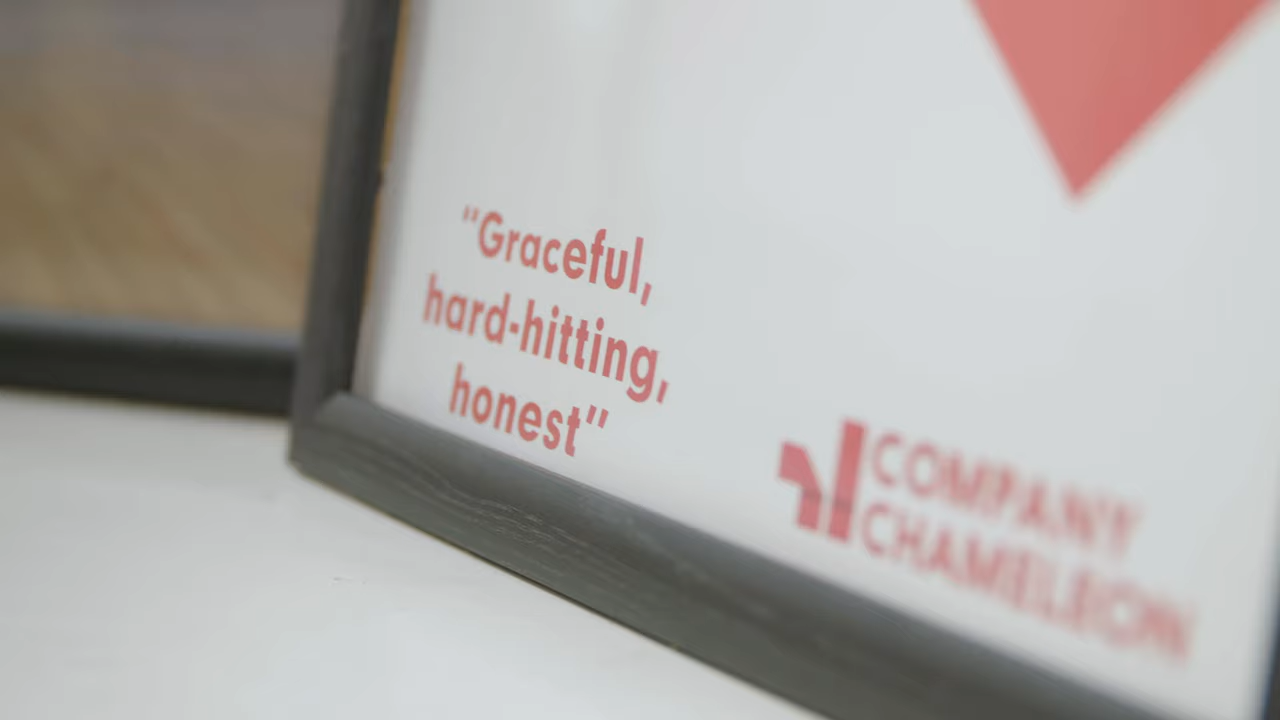 “Graceful,
hard-hitting,
honest”
COMPANY
CHAMELEON